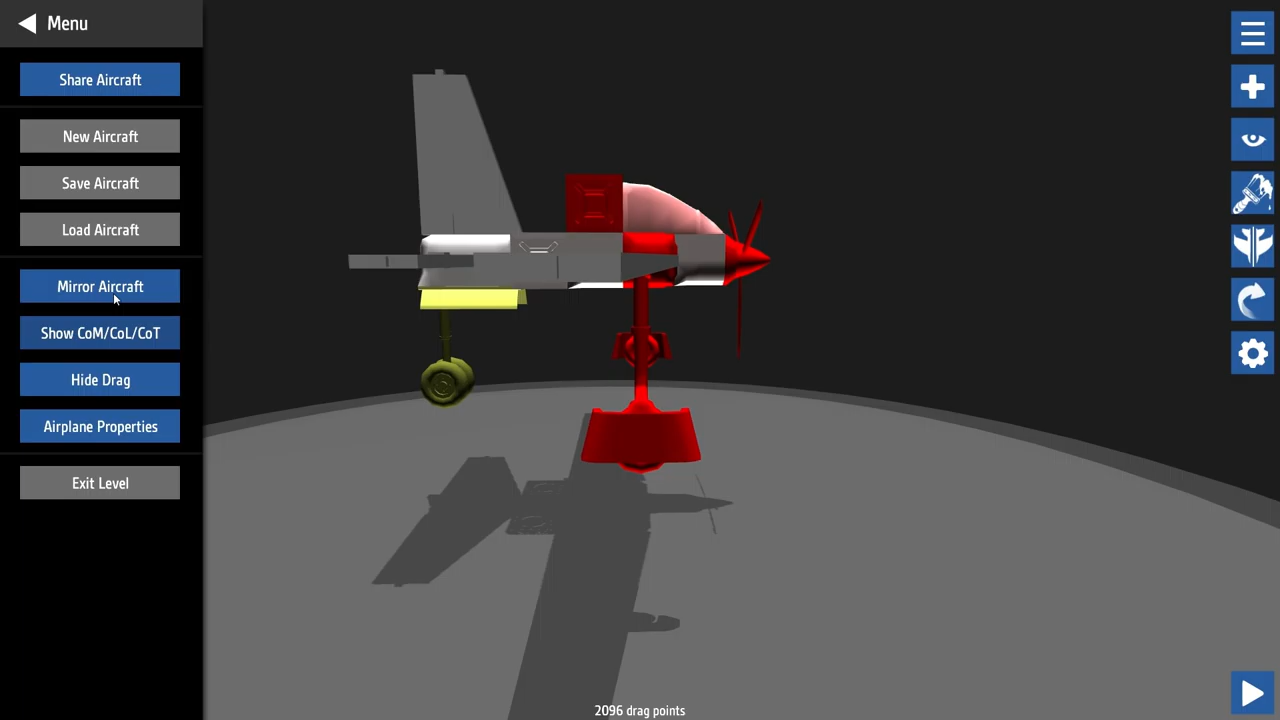 Menu
Share Aircraft
New Aircraft
Save Aircraft
Load Aircraft
Mirror Aircraft
Show CoM/CoL/CoT
Hide Drag
Airplane Properties
Exit Level
2096 drag points